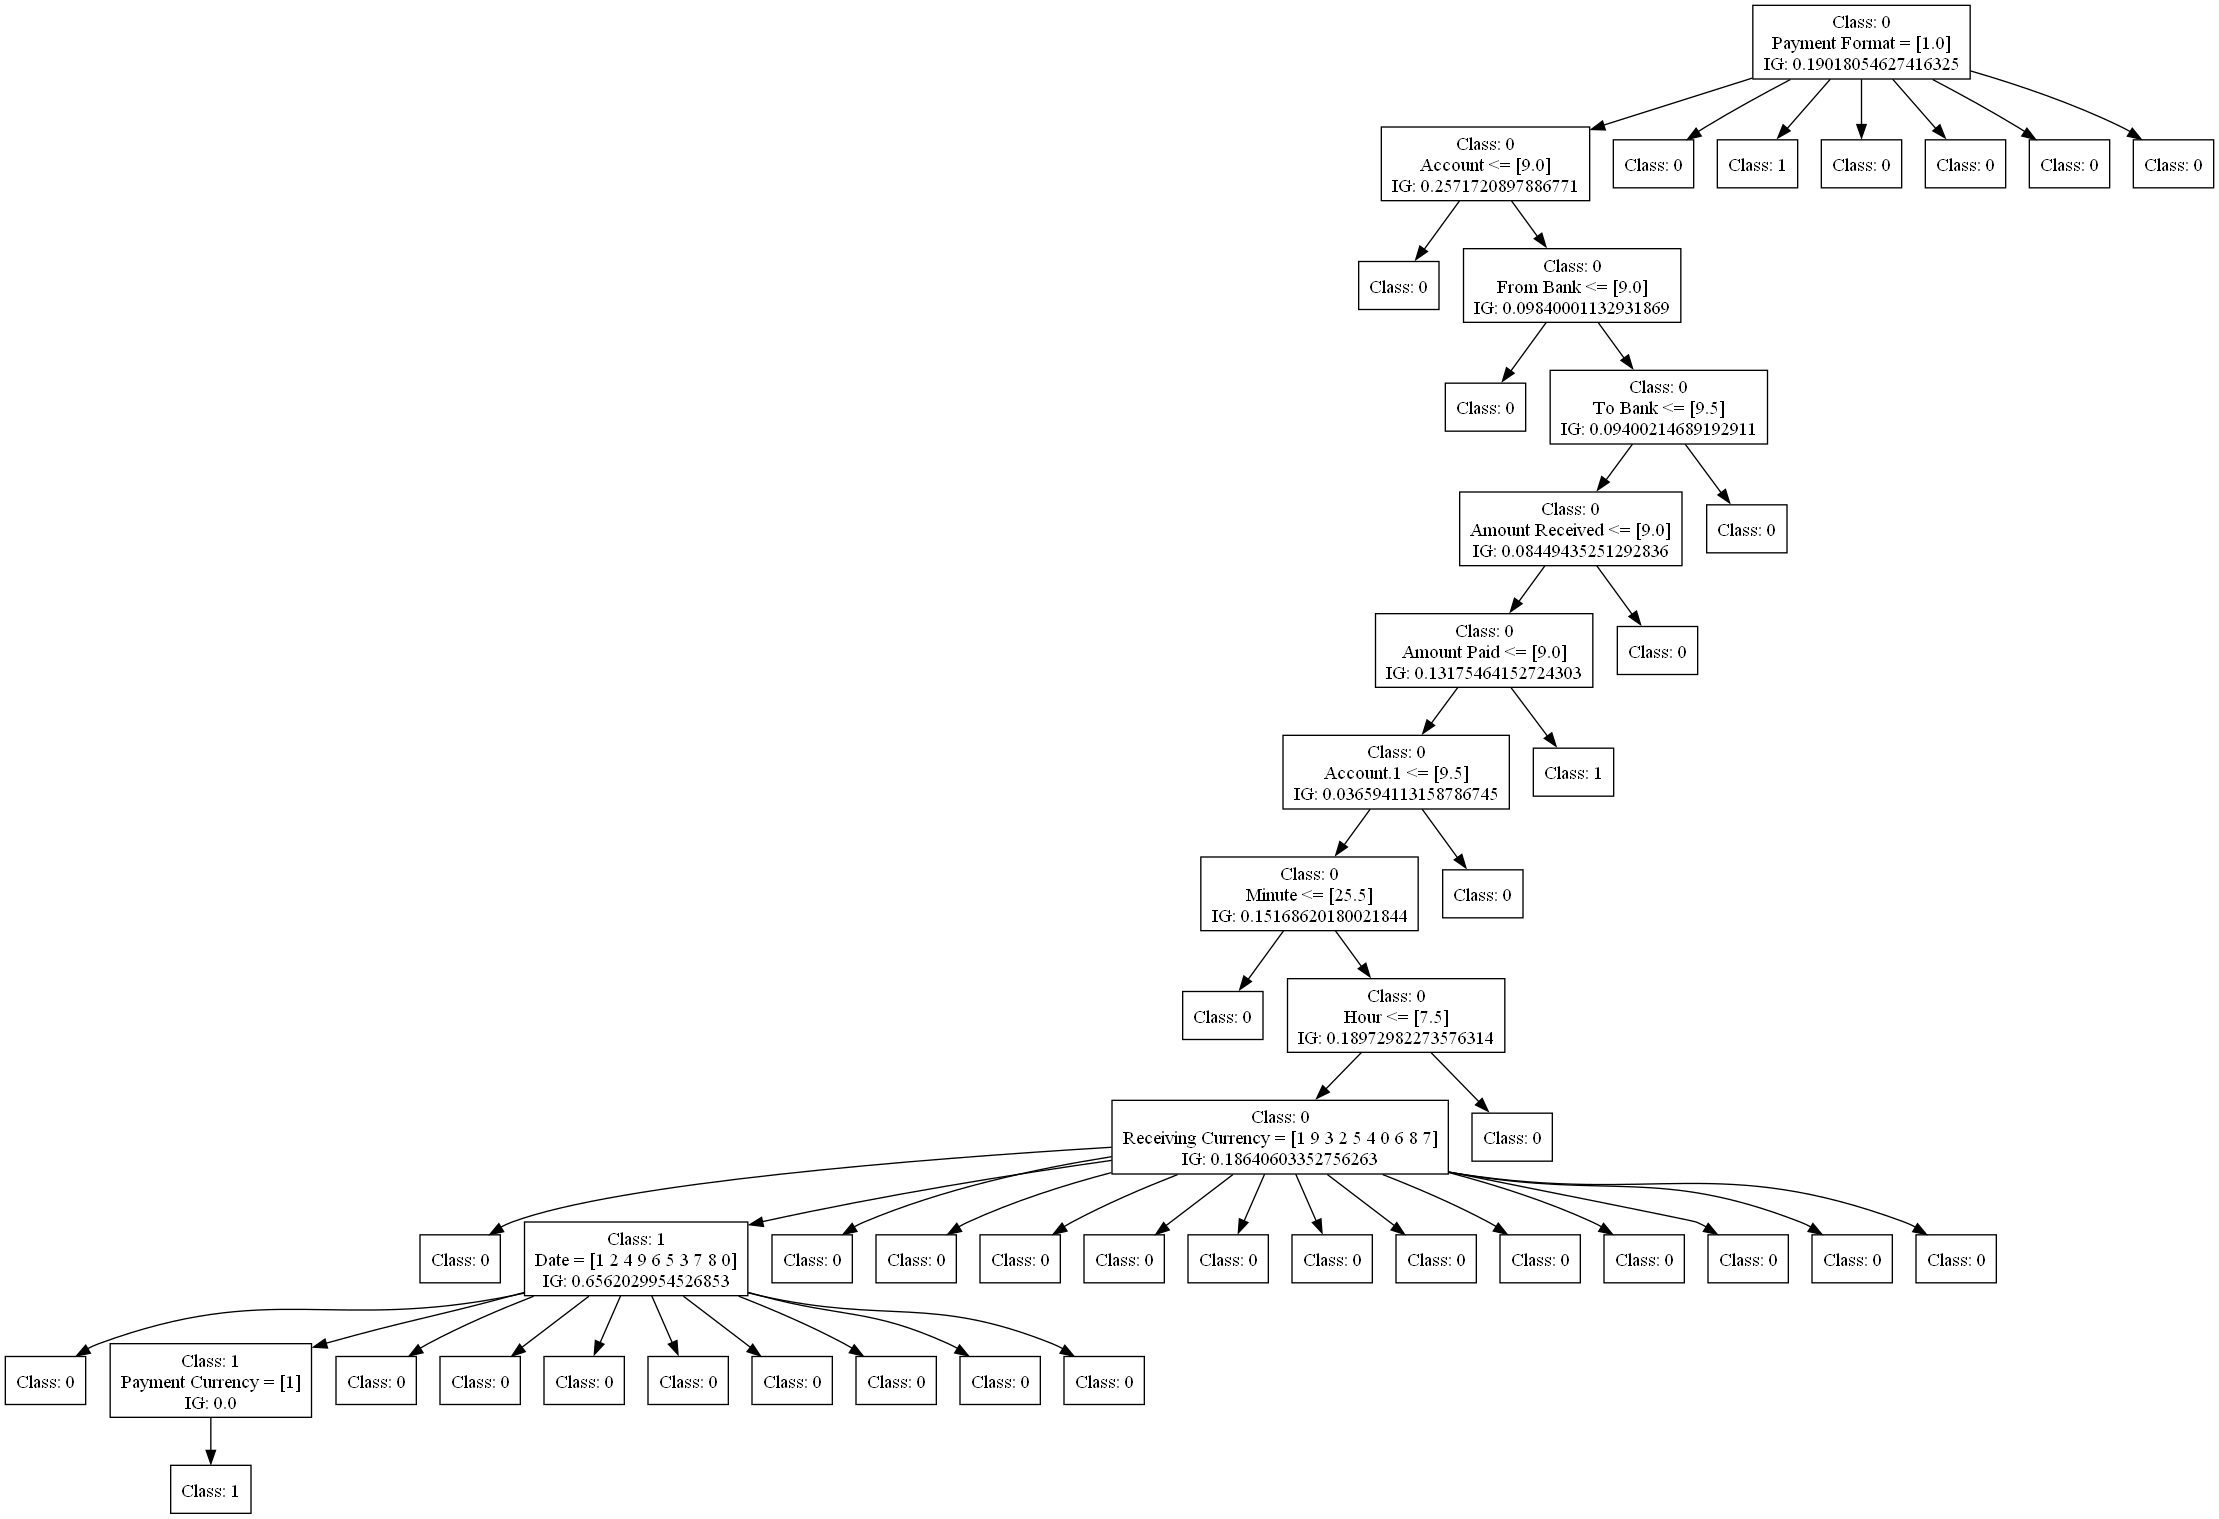 Class: 0
Payment Format = [1.0]
IG: 0.19018054627416325
Class: 0
Account <= [9.0]
IG: 0.2571720897886771
Class: 0
Class: 1
Class: 0
Class: 0
Class: 0
Class: 0
Class: 0
Class: 0
From Bank <= [9.0]
IG: 0.09840001132931869
Class: 0
Class: 0
To Bank <= [9.5]
IG: 0.09400214689192911
Class: 0
Amount Received <= [9.0]
IG: 0.08449435251292836
Class: 0
Class: 0
Amount Paid <= [9.0]
IG: 0.13175464152724303
Class: 0
Class: 0
Account.1 <= [9.5]
IG: 0.036594113158786745
Class: 1
Class: 0
Minute <= [25.5]
IG: 0.15168620180021844
Class: 0
Class: 0
Class: 0
Hour <= [7.5]
IG: 0.18972982273576314
Class: 0
Receiving Currency = [1 9 3 2 5 4 0 6 8 7]
IG: 0.18640603352756263
Class: 0
Class: 0
Class: 1
Date = [1 2 4 9 6 5 3 7 8 0]
IG: 0.6562029954526853
Class: 0
Class: 0
Class: 0
Class: 0
Class: 0
Class: 0
Class: 0
Class: 0
Class: 0
Class: 0
Class: 0
Class: 0
Class: 0
Class: 1
Payment Currency = [1]
IG: 0.0
Class: 0
Class: 0
Class: 0
Class: 0
Class: 0
Class: 0
Class: 0
Class: 0
Class: 1